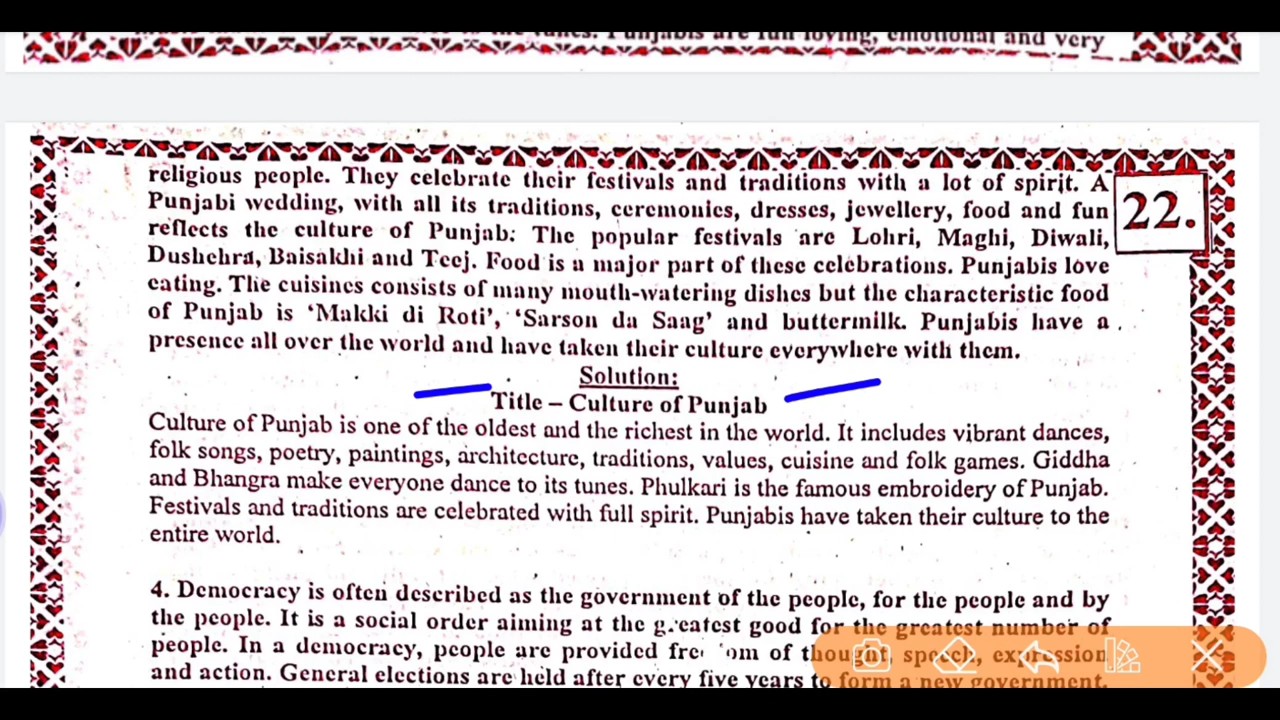 the tunes. Punjabis are fun loving, emotional and very
religious people. They celebrate their festivals and traditions with a lot of spirit. A
Punjabi wedding, with all its traditions, ceremonies, dresses, jewellery, food and fun
22.
reflects the culture of Punjab: The popular festivals are Lohri, Maghi, Diwali,
Dushehra, Baisakhi and Teej. Food is a major part of these celebrations. Punjabis love
eating. The cuisines consists of many mouth-watering dishes but the characteristic food
of Punjab is ‘Makki di Roti’, ‘Sarson da Saag’ and buttermilk. Punjabis have a
presence all over the world and have taken their culture everywhere with them.
Solution:
Title – Culture of Punjab
Culture of Punjab is one of the oldest and the richest in the world. It includes vibrant dances,
folk songs, poetry, paintings, architecture, traditions, values, cuisine and folk games. Giddha
and Bhangra make everyone dance to its tunes. Phulkari is the famous embroidery of Punjab.
Festivals and traditions are celebrated with full spirit. Punjabis have taken their culture to the
entire world.
4. Democracy is often described as the government of the people, for the people and by
the people. It is a social order aiming at the greatest good for the greatest number of
people. In a democracy, people are provided of thought, speech, expression
and action. General elections are held after every five years to form a new government.